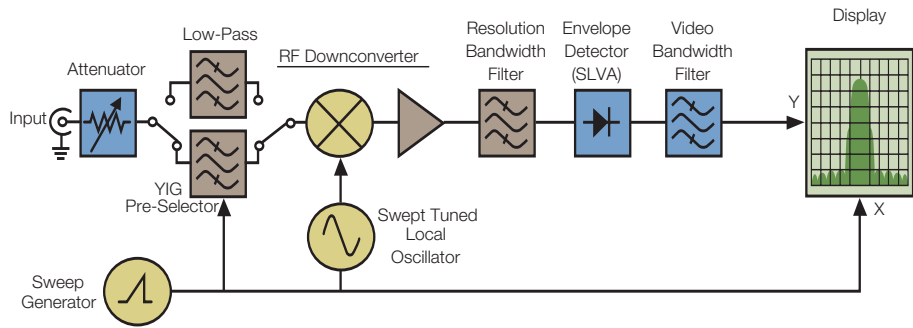 Display
Low-Pass
RF Downconverter
Resolution
Bandwidth
Filter
Envelope
Detector
(SLVA)
Video
Bandwidth
Filter
Attenuator
Input
Y
YIG
Pre-Selector
X
Swept Tuned
Local
Oscillator
Sweep
Generator